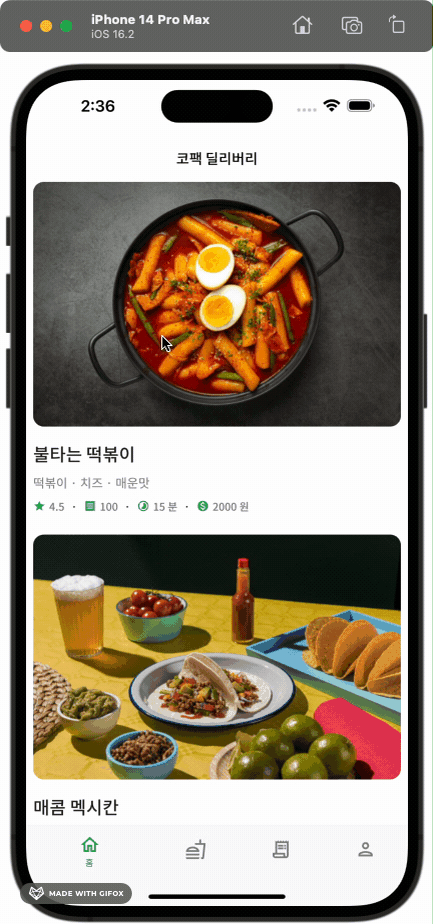 iPhone 14 Pro Max
iOS 16.2
2:36
코팩 딜리버리
불타는 떡볶이
떡볶이 · 치즈 · 매운맛
4.5 · 100 · 15 분 · 2000 원
매콤 멕시칸
홈
MADE WITH GIFOX